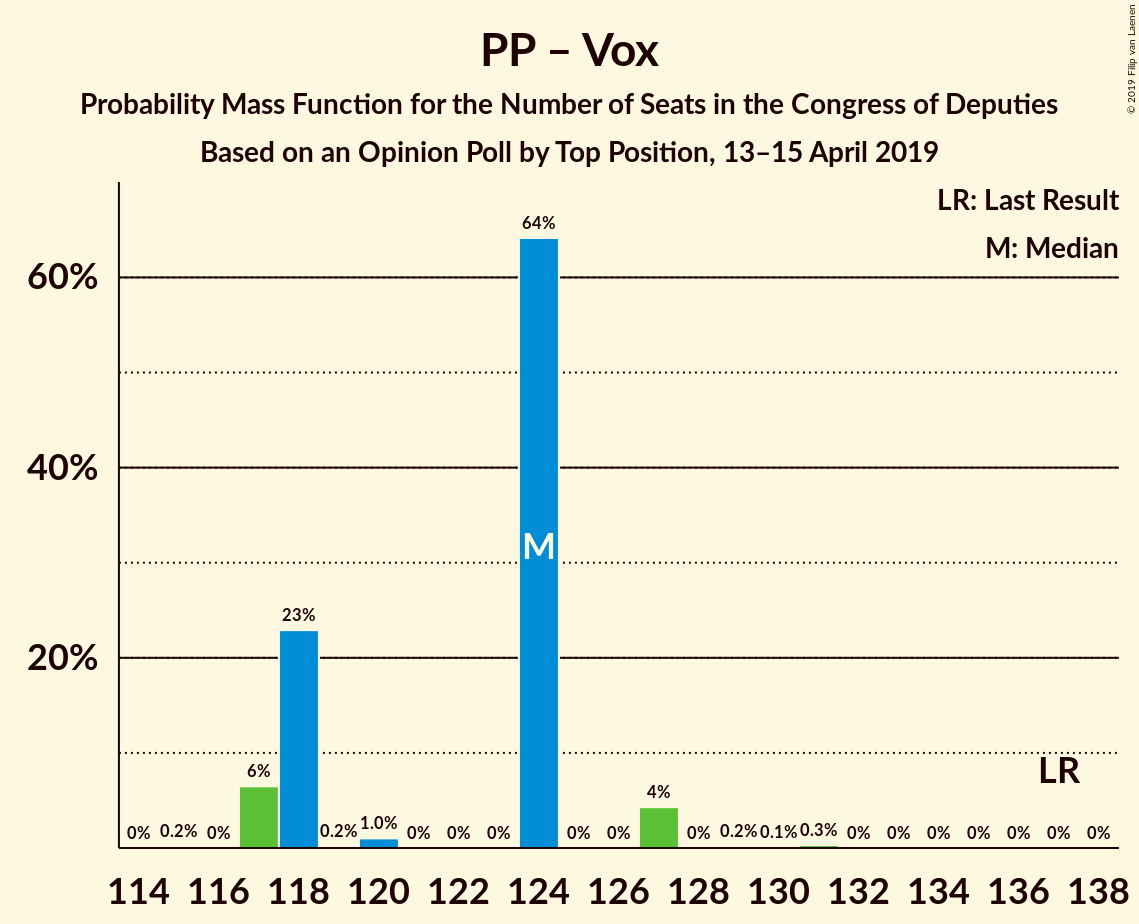 PP – Vox
Probability Mass Function for the Number of Seats in the Congress of Deputies
Based on an Opinion Poll by Top Position, 13–15 April 2019
© 2019 Filip van Laenen
LR: Last Result
M: Median
60%
40%
20%
0% 0.2% 0% 6% 23% 0.2% 1.0% 0% 0% 0% 64% 0% 0% 4% 0% 0.2% 0.1% 0.3% 0% 0% 0% 0% 0% 0% 0%
M
LR
114 116 118 120 122 124 126 128 130 132 134 136 138